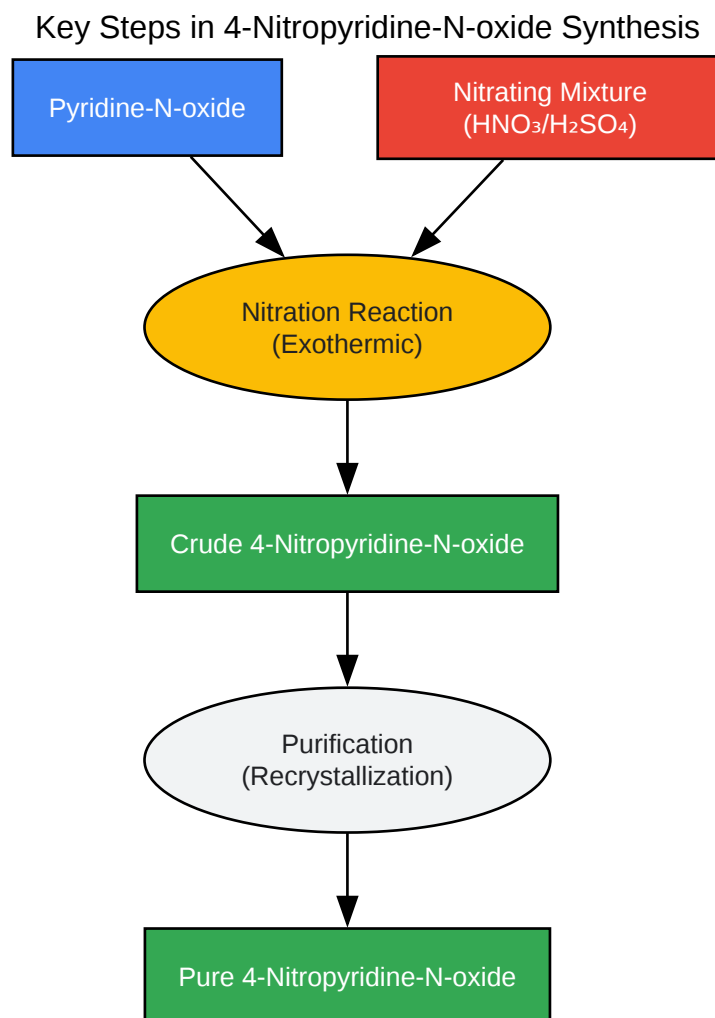 Key Steps in 4-Nitropyridine-N-oxide Synthesis
Pyridine-N-oxide
Nitrating Mixture
(HNO₃/H₂SO₄)
Nitration Reaction
(Exothermic)
Crude 4-Nitropyridine-N-oxide
Purification
(Recrystallization)
Pure 4-Nitropyridine-N-oxide